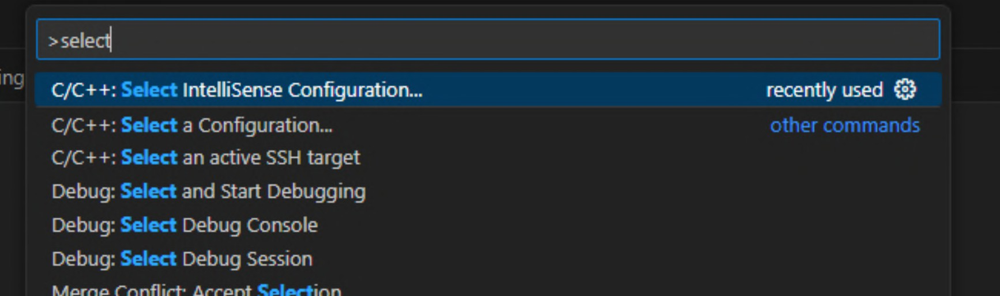 >select
ing
C/C++: Select IntelliSense Configuration... recently used
C/C++: Select a Configuration... other commands
C/C++: Select an active SSH target
Debug: Select and Start Debugging
Debug: Select Debug Console
Debug: Select Debug Session
Merge Conflict: Accept Selection